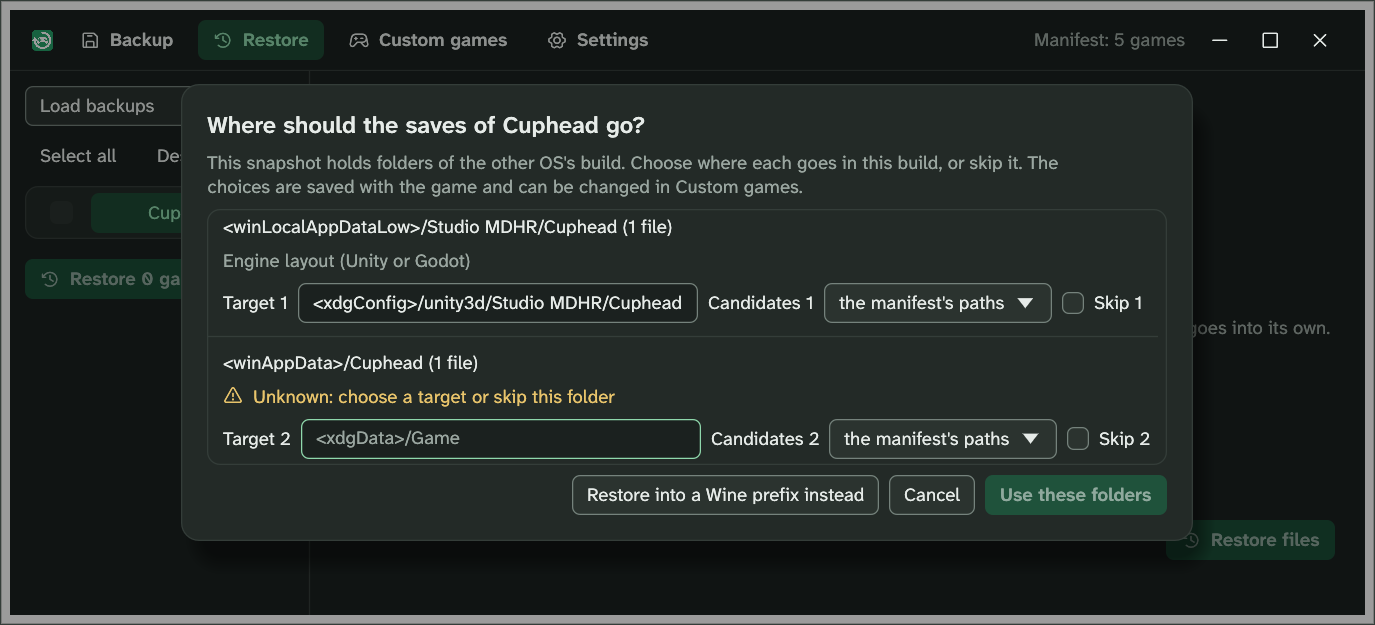 Backup Restore Custom games Settings Manifest: 5 games
Load backups
Select all De
Cup
Restore 0 ga
Where should the saves of Cuphead go?
This snapshot holds folders of the other OS's build. Choose where each goes in this build, or skip it. The
choices are saved with the game and can be changed in Custom games.
<winLocalAppDataLow>/Studio MDHR/Cuphead (1 file)
Engine layout (Unity or Godot)
Target 1 <xdgConfig>/unity3d/Studio MDHR/Cuphead Candidates 1 the manifest's paths Skip 1
<winAppData>/Cuphead (1 file)
Unknown: choose a target or skip this folder
Target 2 <xdgData>/Game Candidates 2 the manifest's paths Skip 2
Restore into a Wine prefix instead Cancel Use these folders
goes into its own.
Restore files